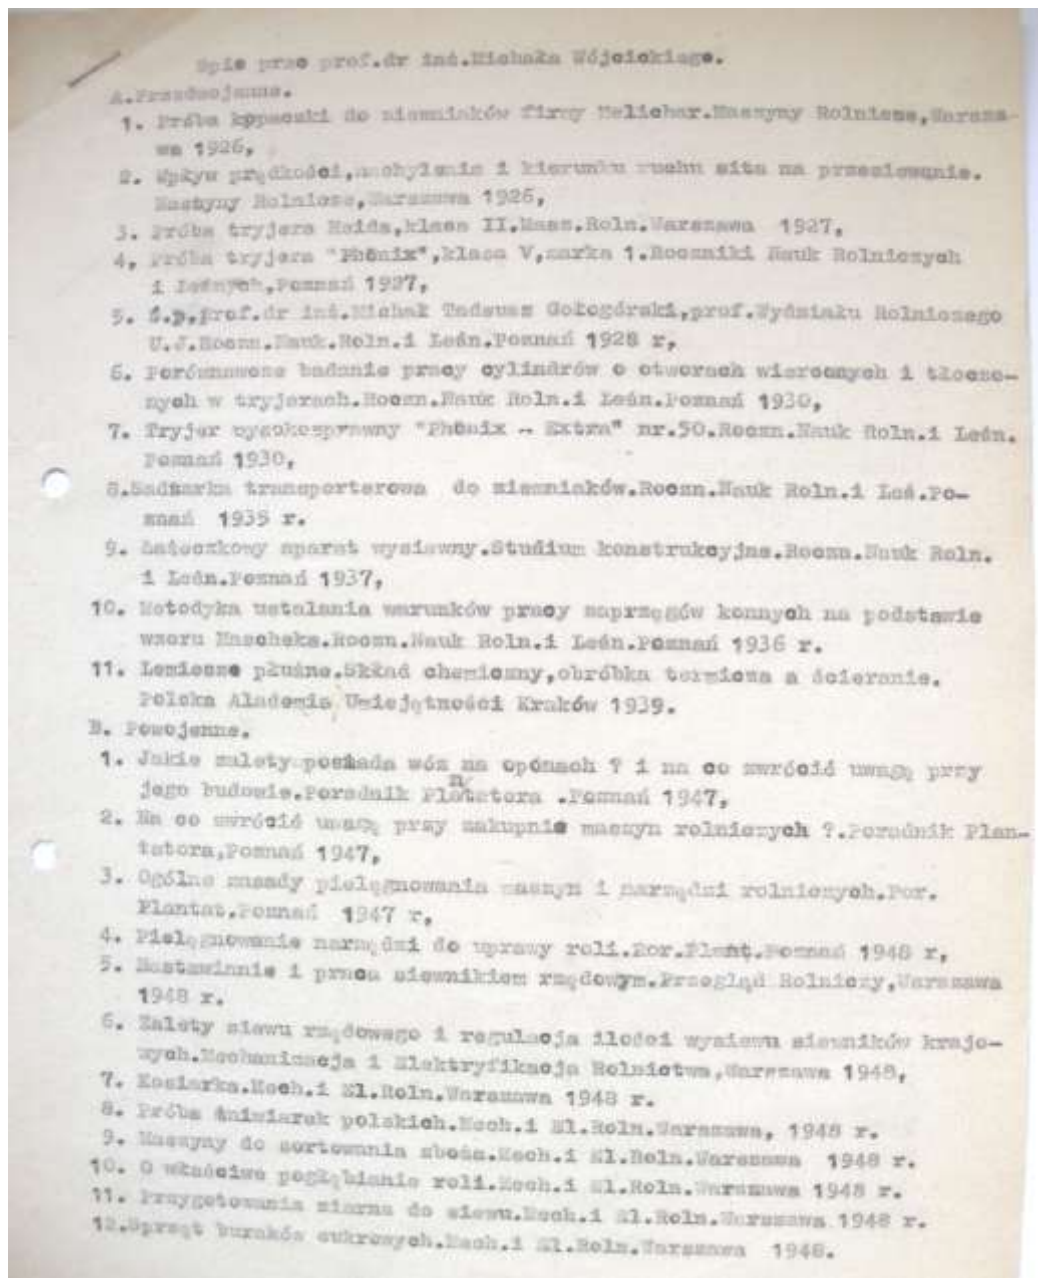 Spis prac prof.dr inż.Michała Wójcickiego.
A.Przedwojenne.
1. Próba kopaczki do ziemniaków firmy Melichar.Maszyny Rolnicze,Warsza-
wa 1926,
2. Wpływ prędkości,nachylenia i kierunku ruchu sita na przesiewanie.
Maszyny Rolnicze,Warszawa 1926,
3. Próba tryjera Heida,klasa II.Masz.Roln.Warszawa 1927,
4, Próba tryjera "Phönix",klasa V,marka 1.Roczniki Nauk Rolniczych
i Leśnych,Poznań 1927,
5. Ś.p.Prof.dr inż.Michał Tadeusz Gołogórski,prof.Wydziału Rolniczego
U.J.Roczn.Nauk.Roln.i Leśn.Poznań 1928 r,
6. Porównawcze badanie pracy cylindrów o otworach wierconych i tłoczo-
nych w tryjerach.Roczn.Nauk Roln.i Leśn.Poznań 1930,
7. Tryjer wysokosprawny "Phönix - Extra" nr.50.Roczn.Nauk Roln.i Leśn.
Poznań 1930,
8.Sadzarka transporterowa do ziemniaków.Roczn.Nauk Roln.i Leś.Po-
znań 1935 r.
9. Łateczkowy aparat wysiewny.Studium konstrukcyjne.Roczn.Nauk Roln.
i Leśn.Poznań 1937,
10. Metodyka ustalania warunków pracy zaprzęgów konnych na podstawie
wzoru Mascheka.Roczn.Nauk Roln.i Leśn.Poznań 1936 r.
11. Lemiesze płużne.Skład chemiczny,obróbka termiczna a ścieranie.
Polska Akademia Umiejętności Kraków 1939.
B. Powojenne.
1. Jakie zalety posiada wóz na oponach ? i na co zwrócić uwagę przy
jego budowie.Poradnik Plantatora .Poznań 1947,
2. Na co zwrócić uwagę przy zakupnie maszyn rolniczych ?.Poradnik Plan-
tatora,Poznań 1947,
3. Ogólne zasady pielęgnowania maszyn i narzędzi rolniczych.Por.
Plantat.Poznań 1947 r,
4. Pielęgnowanie narzędzi do uprawy roli.Por.Plant.Poznań 1948 r,
5. Nastawianie i praca siewnikiem rzędowym.Przegląd Rolniczy,Warszawa
1948 r.
6. Zalety siewu rzędowego i regulacja ilości wysiewu siewników krajo-
wych.Mechanizacja i Elektryfikacja Rolnictwa,Warszawa 1948,
7. Kosiarka.Mech.i El.Roln.Warszawa 1948 r.
8. Próba żniwiarek polskich.Mech.i El.Roln.Warszawa, 1948 r.
9. Maszyny do sortowania zboża.Mech.i El.Roln.Warszawa 1948 r.
10. O właściwe pogłębianie roli.Mech.i El.Roln.Warszawa 1948 r.
11. Przygotowania ziarna do siewu.Mech.i El.Roln.Warszawa 1948 r.
12.Sprzęt buraków cukrowych.Mech.i El.Roln.Warszawa 1948.